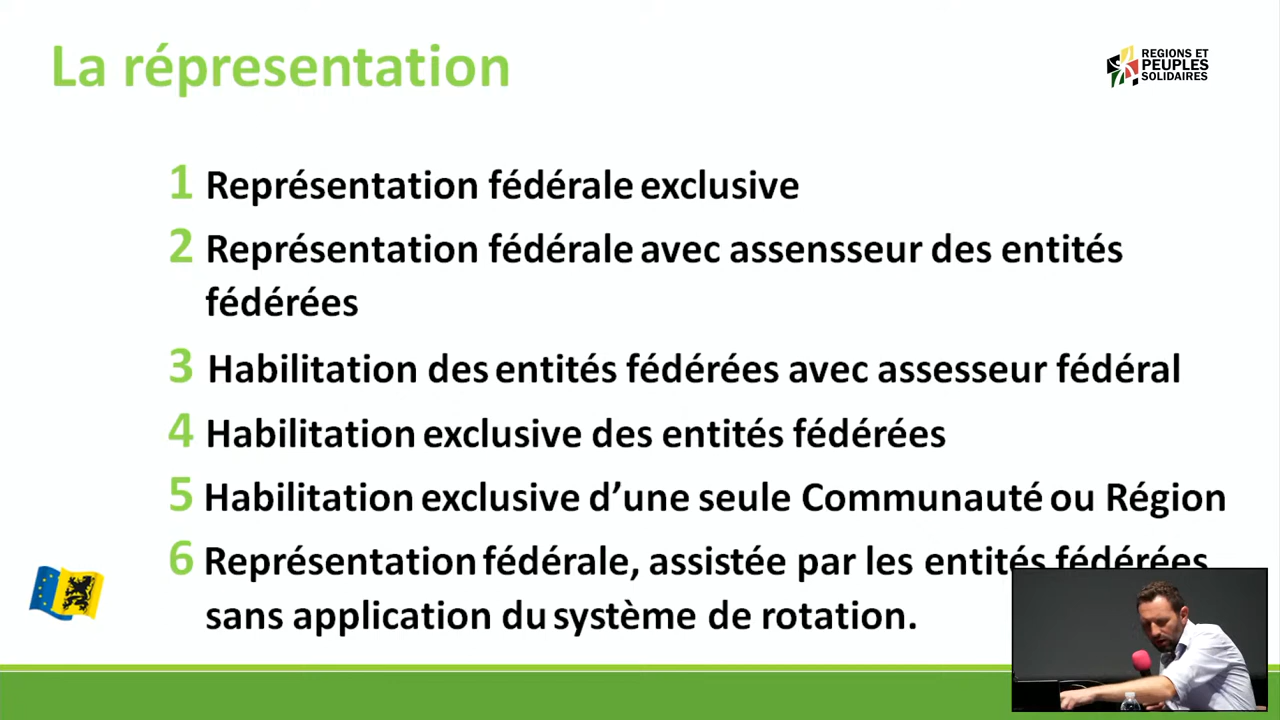 La répresentation
REGIONS ET
PEUPLES
SOLIDAIRES
1 Représentation fédérale exclusive
2 Représentation fédérale avec assensseur des entités
fédérées
3 Habilitation des entités fédérées avec assesseur fédéral
4 Habilitation exclusive des entités fédérées
5 Habilitation exclusive d’une seule Communauté ou Région
6 Représentation fédérale, assistée par les entités fédérées
sans application du système de rotation.